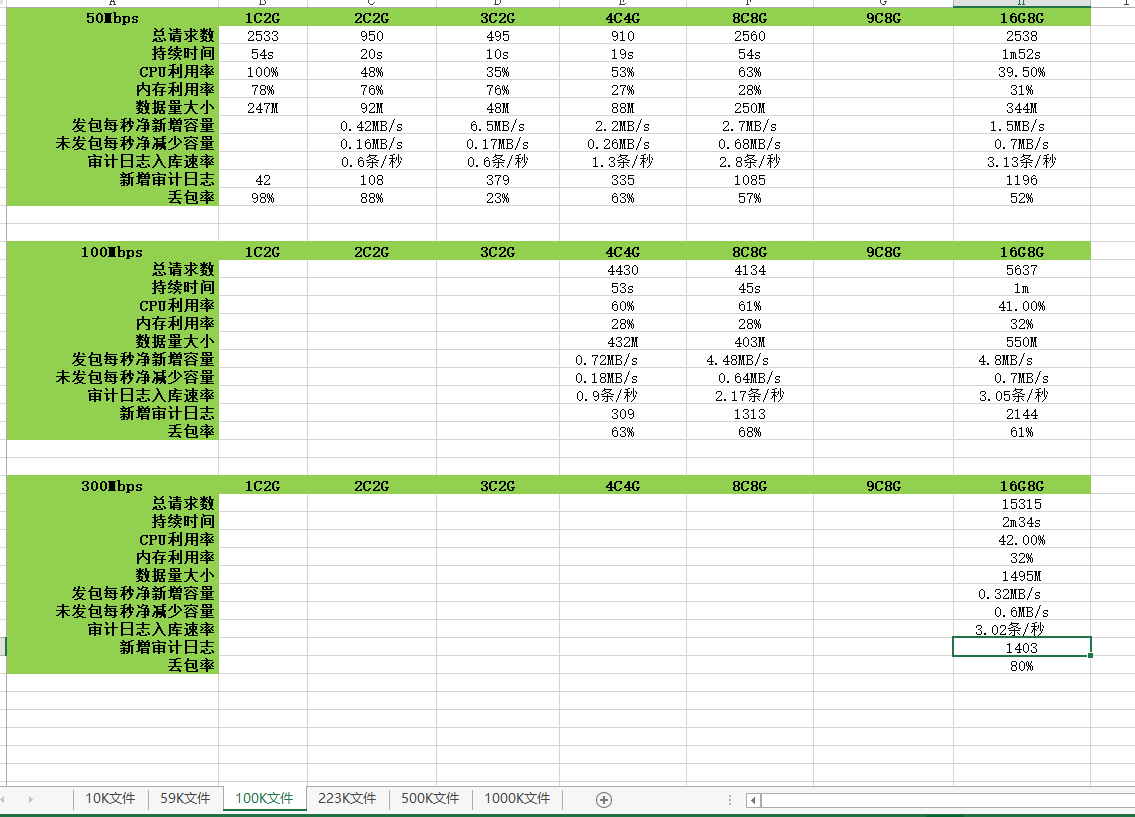 50Mbps 1C2G 2C2G 3C2G 4C4G 8C8G 9C8G 16G8G
总请求数 2533 950 495 910 2560 2538
持续时间 54s 20s 10s 19s 54s 1m52s
CPU利用率 100% 48% 35% 53% 63% 39.50%
内存利用率 78% 76% 76% 27% 28% 31%
数据量大小 247M 92M 48M 88M 250M 344M
发包每秒净新增容量 0.42MB/s 6.5MB/s 2.2MB/s 2.7MB/s 1.5MB/s
未发包每秒净减少容量 0.16MB/s 0.17MB/s 0.26MB/s 0.68MB/s 0.7MB/s
审计日志入库速率 0.6条/秒 0.6条/秒 1.3条/秒 2.8条/秒 3.13条/秒
新增审计日志 42 108 379 335 1085 1196
丢包率 98% 88% 23% 63% 57% 52%
100Mbps 1C2G 2C2G 3C2G 4C4G 8C8G 9C8G 16G8G
总请求数 4430 4134 5637
持续时间 53s 45s 1m
CPU利用率 60% 61% 41.00%
内存利用率 28% 28% 32%
数据量大小 432M 403M 550M
发包每秒净新增容量 0.72MB/s 4.48MB/s 4.8MB/s
未发包每秒净减少容量 0.18MB/s 0.64MB/s 0.7MB/s
审计日志入库速率 0.9条/秒 2.17条/秒 3.05条/秒
新增审计日志 309 1313 2144
丢包率 63% 68% 61%
300Mbps 1C2G 2C2G 3C2G 4C4G 8C8G 9C8G 16G8G
总请求数 15315
持续时间 2m34s
CPU利用率 42.00%
内存利用率 32%
数据量大小 1495M
发包每秒净新增容量 0.32MB/s
未发包每秒净减少容量 0.6MB/s
审计日志入库速率 3.02条/秒
新增审计日志 1403
丢包率 80%
10K文件 59K文件 100K文件 223K文件 500K文件 1000K文件